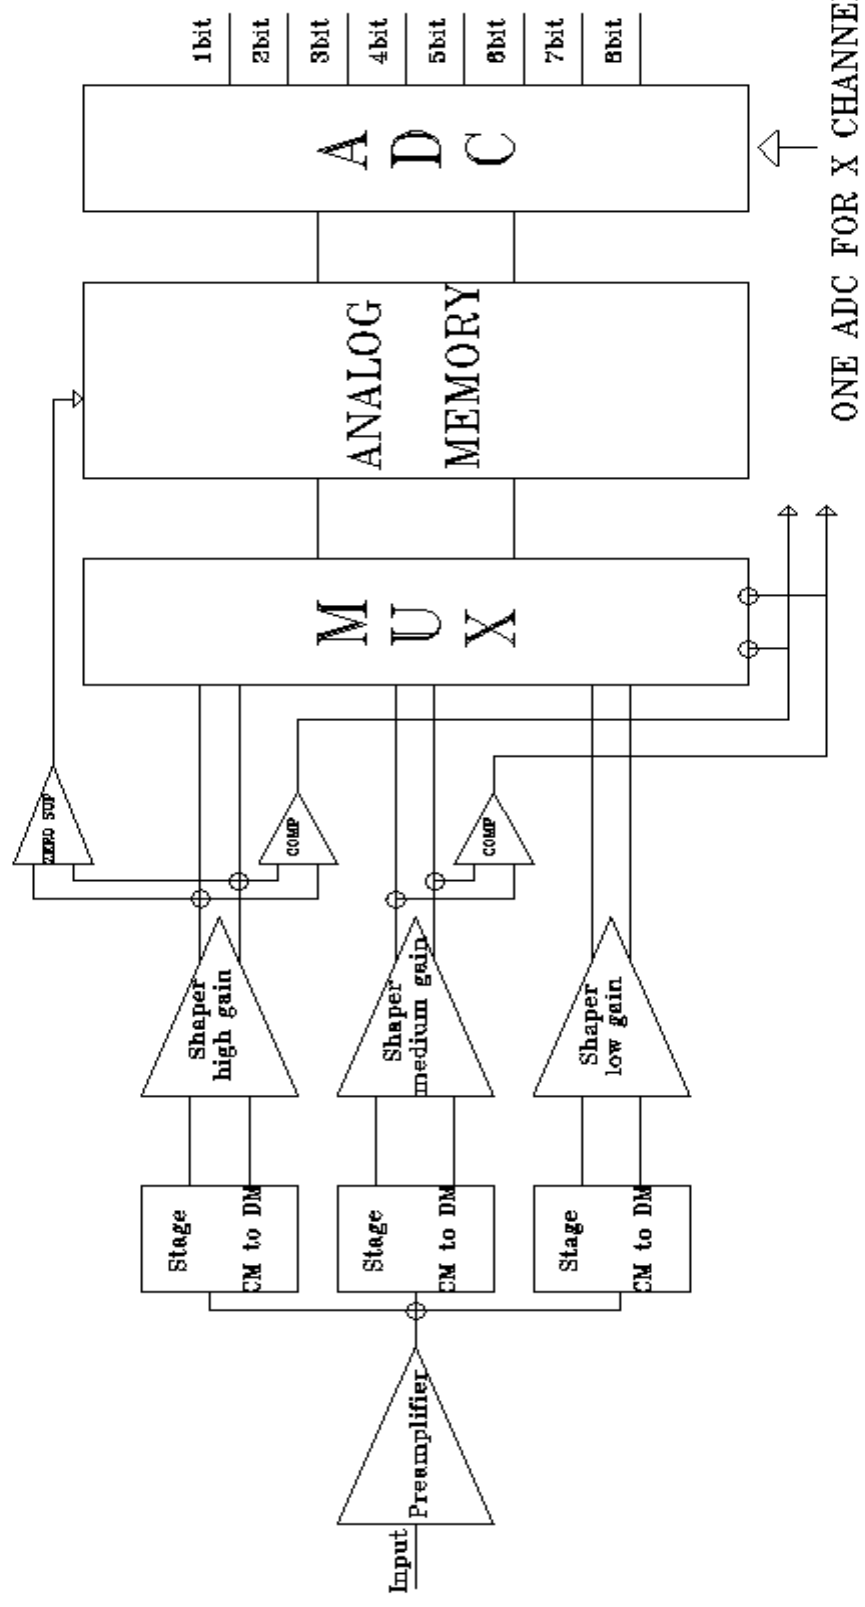 Input
Preamplifier
Stage
CM to DM
Stage
CM to DM
Stage
CM to DM
Shaper
high gain
Shaper
medium gain
Shaper
low gain
ZERO SUP
COMP
COMP
M
U
X
ANALOG
MEMORY
A
D
C
1bit
2bit
3bit
4bit
5bit
6bit
7bit
8bit
ONE ADC FOR X CHANNE